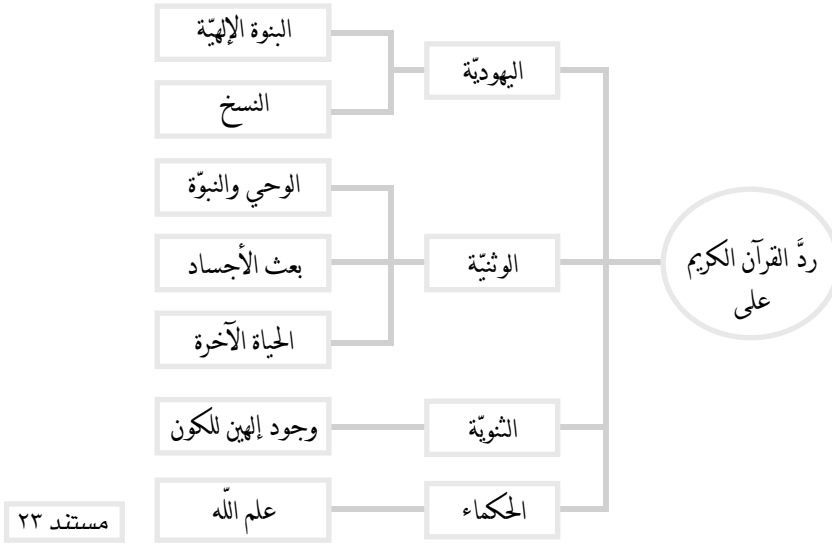 ردَّ القرآن الكريم
على
اليهوديّة
البنوة الإلهيّة
النسخ
الوثنيّة
الوحي والنبوّة
بعث الأجساد
الحياة الآخرة
الثنويّة
وجود إلهين للكون
الحكماء
علم اللّه
مستند ٢٣